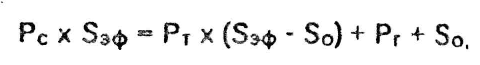 Pс x Sэф = Pт x (Sэф - So) + Pг + So.